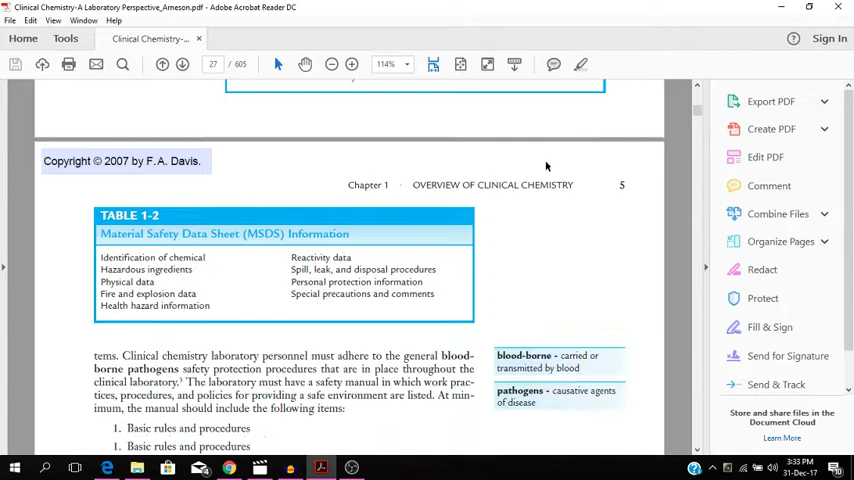 Clinical Chemistry-A Laboratory Perspective_Arneson.pdf - Adobe Acrobat Reader DC
File Edit View Window Help
Home Tools Clinical Chemistry-... × Sign In
27 / 605 114%
Copyright © 2007 by F.A. Davis.
Chapter 1 · OVERVIEW OF CLINICAL CHEMISTRY 5
TABLE 1-2
Material Safety Data Sheet (MSDS) Information
Identification of chemical
Hazardous ingredients
Physical data
Fire and explosion data
Health hazard information
Reactivity data
Spill, leak, and disposal procedures
Personal protection information
Special precautions and comments
tems. Clinical chemistry laboratory personnel must adhere to the general blood-
borne pathogens safety protection procedures that are in place throughout the
clinical laboratory.³ The laboratory must have a safety manual in which work prac-
tices, procedures, and policies for providing a safe environment are listed. At min-
imum, the manual should include the following items:
1. Basic rules and procedures
1. Basic rules and procedures
blood-borne - carried or
transmitted by blood
pathogens - causative agents
of disease
Export PDF
Create PDF
Edit PDF
Comment
Combine Files
Organize Pages
Redact
Protect
Fill & Sign
Send for Signature
Send & Track
Store and share files in the
Document Cloud
Learn More
3:33 PM
31-Dec-17